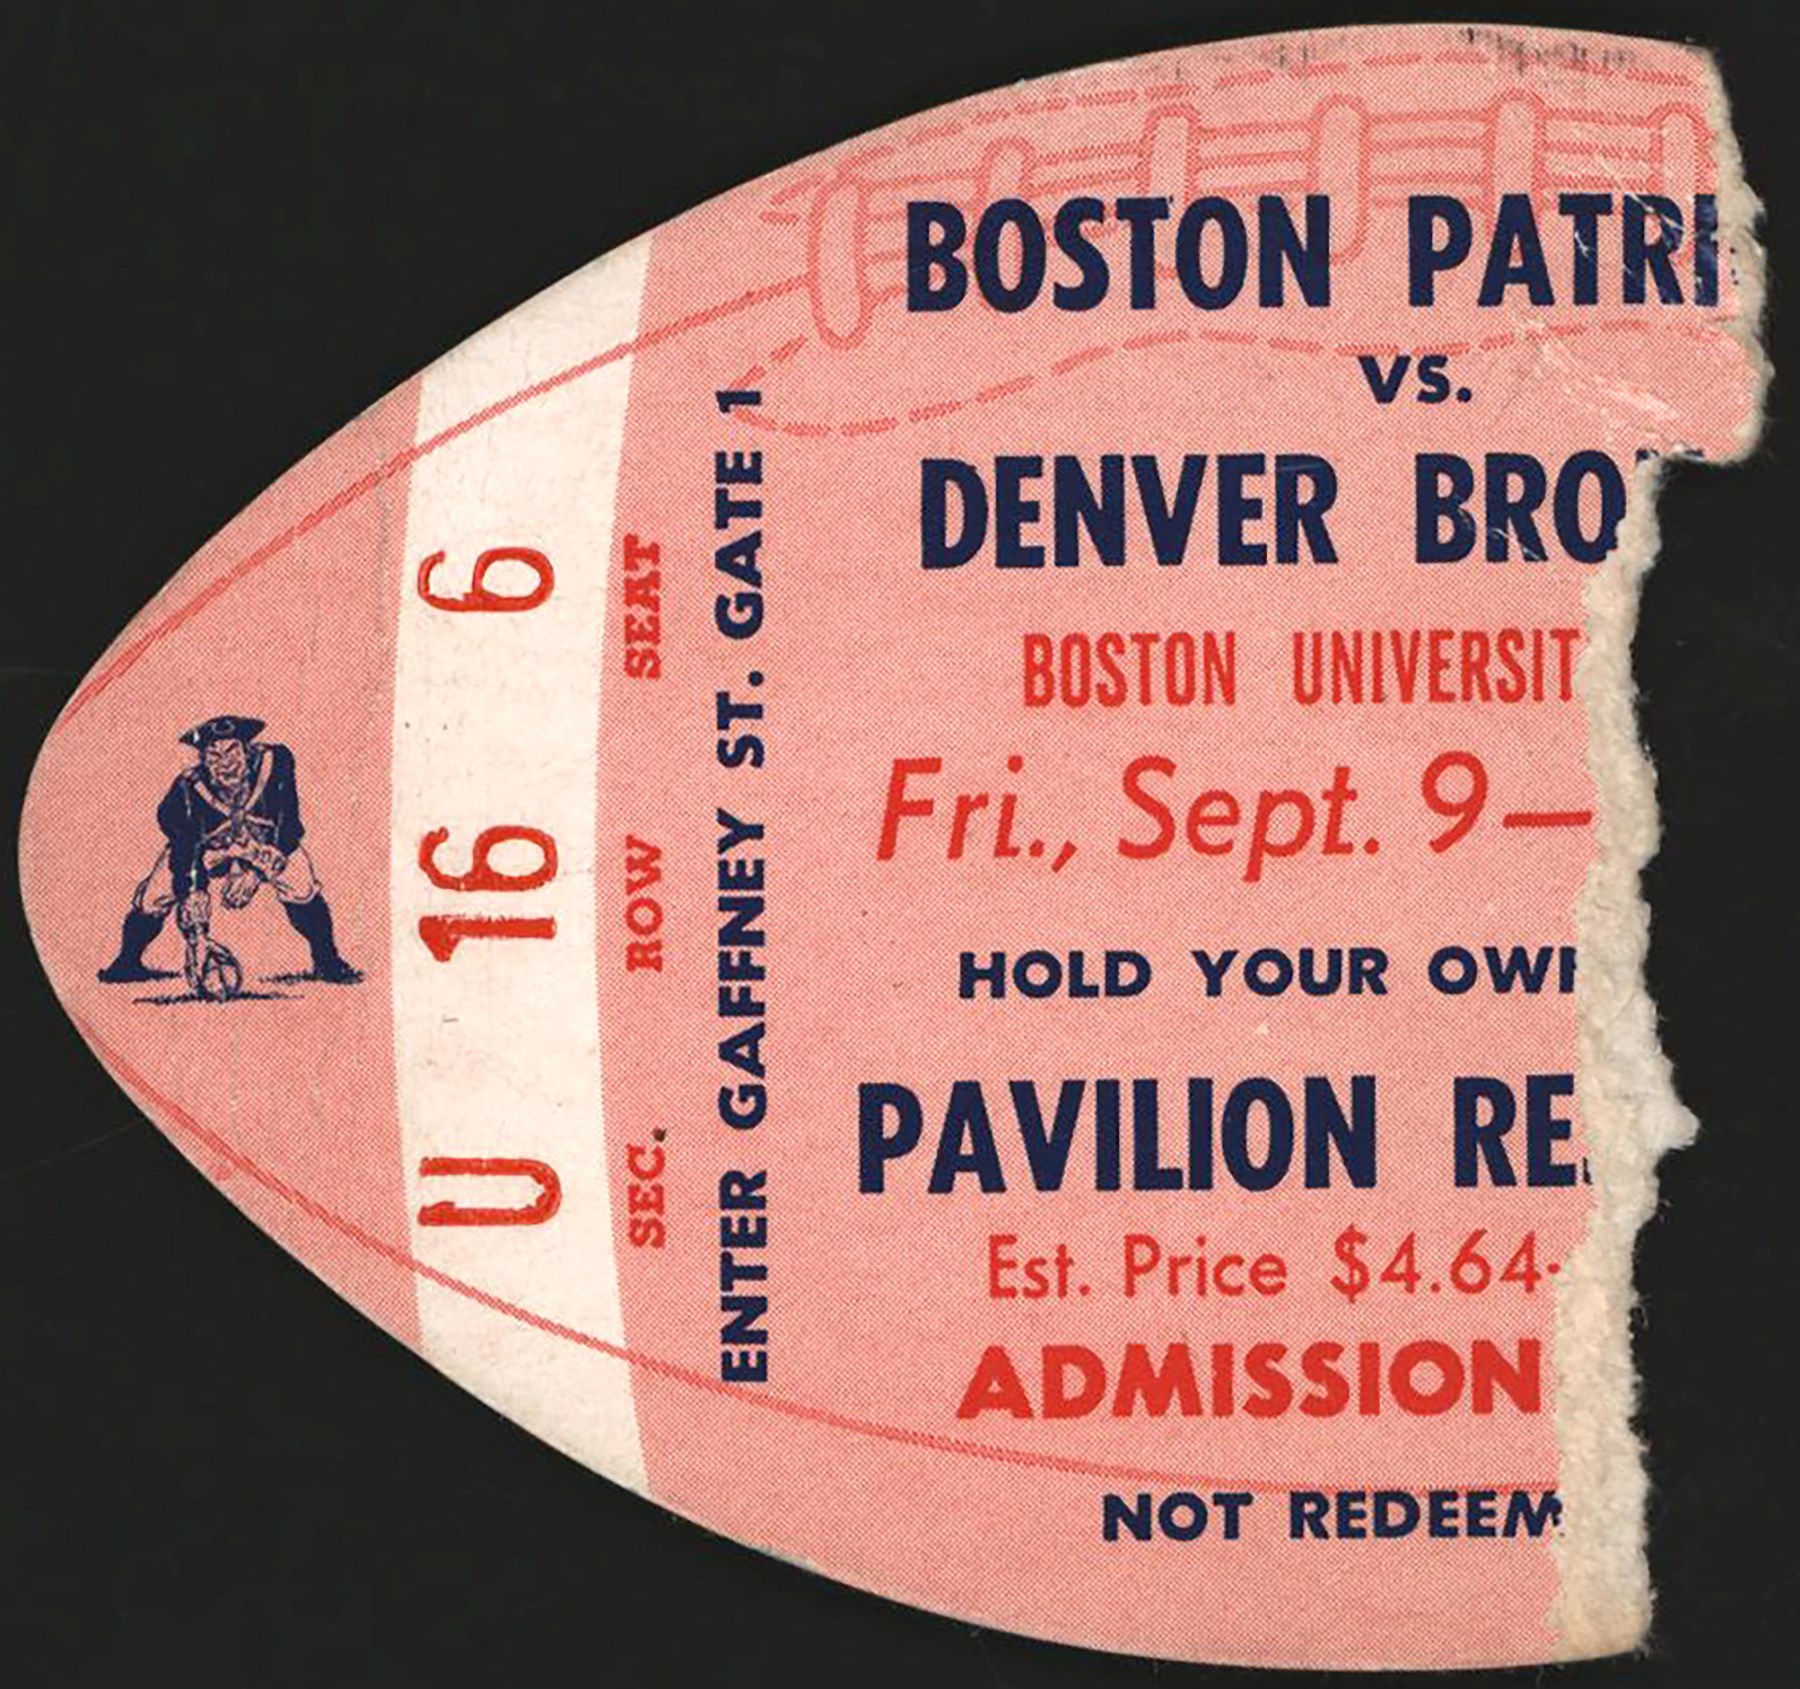 BOSTON PATRI
vs.
DENVER BRO
BOSTON UNIVERSIT
Fri., Sept. 9—
HOLD YOUR OWN
PAVILION RE
Est. Price $4.64
ADMISSION
NOT REDEEM
ENTER GAFFNEY ST. GATE 1
SEC. ROW SEAT
U 16 6